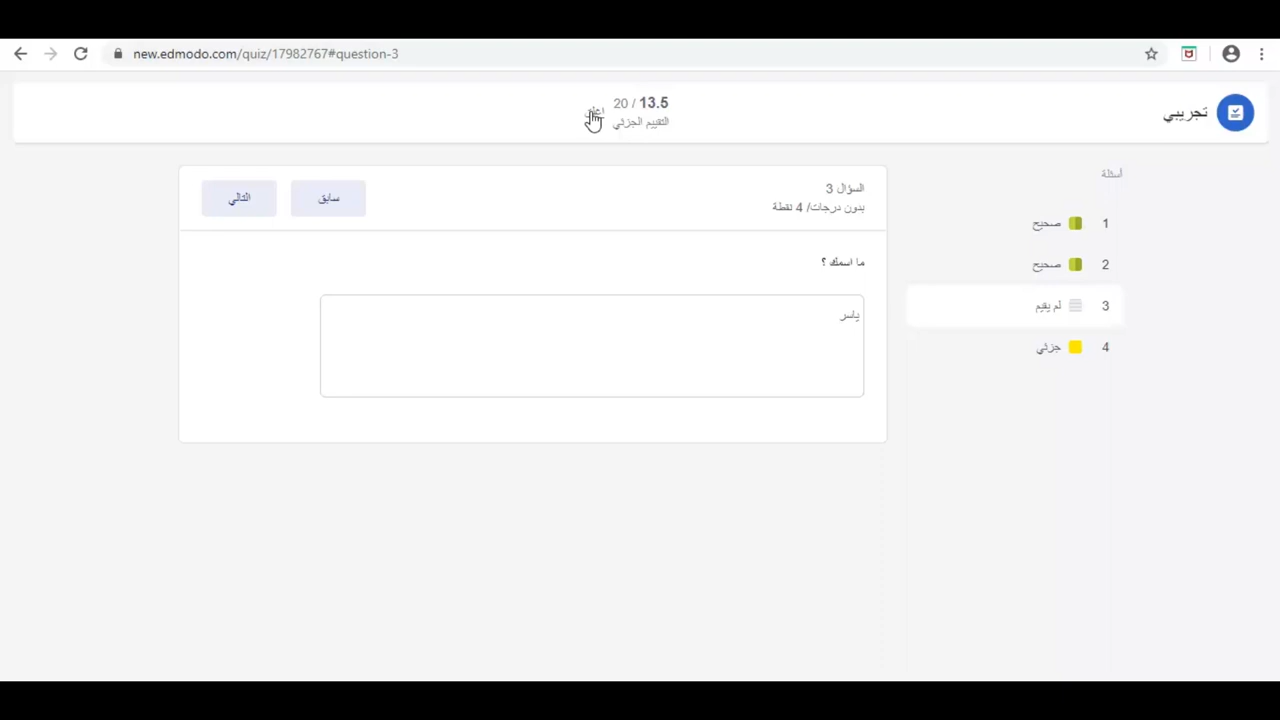 new.edmodo.com/quiz/17982767#question-3
تجريبي
13.5 / 20
التقييم الجزئي
أسئلة
1 صحيح
2 صحيح
3 لم يقيم
4 جزئي
السؤال 3
بدون درجات/ 4 نقطة
سابق
التالي
ما اسمك ؟
ياسر